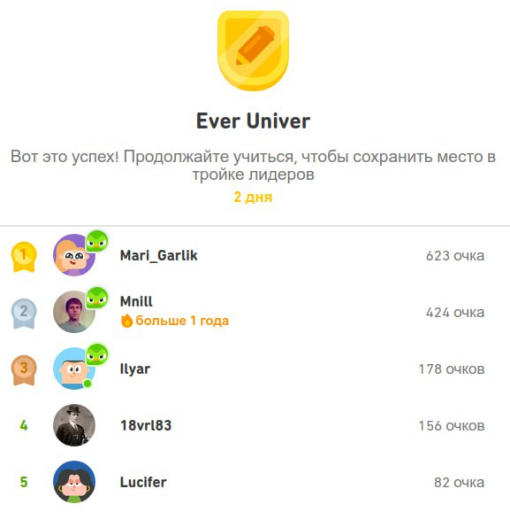 Ever Univer
Вот это успех! Продолжайте учиться, чтобы сохранить место в
тройке лидеров
2 дня
1 Mari_Garlik 623 очка
2 Mnill 424 очка
больше 1 года
3 Ilyar 178 очков
4 18vrl83 156 очков
5 Lucifer 82 очка